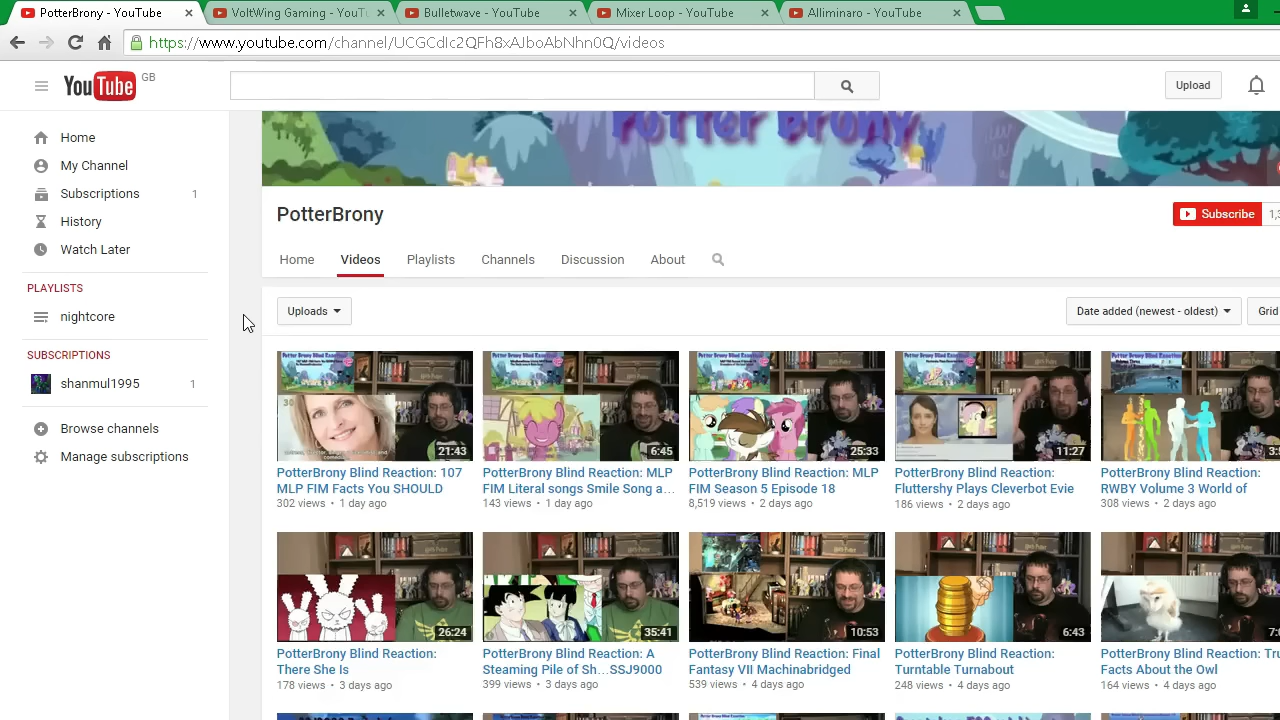 PotterBrony - YouTube
VoltWing Gaming - YouTu
Bullewave - YouTube
Mixer Loop - YouTube
Alliminaro - YouTube
https://www.youtube.com/channel/UCGCdIc2QFh8xAJboAbNhn0Q/videos
YouTube GB
Upload
Home
My Channel
Subscriptions 1
History
Watch Later
PLAYLISTS
nightcore
SUBSCRIPTIONS
shanmul1995 1
Browse channels
Manage subscriptions
Potter Brony
PotterBrony
Subscribe 1,3
Home Videos Playlists Channels Discussion About
Uploads
Date added (newest - oldest) Grid
21:43
6:45
25:33
11:27
PotterBrony Blind Reaction: 107
MLP FIM Facts You SHOULD
302 views • 1 day ago
PotterBrony Blind Reaction: MLP
FIM Literal songs Smile Song a...
143 views • 1 day ago
PotterBrony Blind Reaction: MLP
FIM Season 5 Episode 18
8,519 views • 2 days ago
PotterBrony Blind Reaction:
Fluttershy Plays Cleverbot Evie
186 views • 2 days ago
PotterBrony Blind Reaction:
RWBY Volume 3 World of
308 views • 2 days ago
26:24
35:41
10:53
6:43
PotterBrony Blind Reaction:
There She Is
178 views • 3 days ago
PotterBrony Blind Reaction: A
Steaming Pile of Sh...SSJ9000
399 views • 3 days ago
PotterBrony Blind Reaction: Final
Fantasy VII Machinabridged
539 views • 4 days ago
PotterBrony Blind Reaction:
Turntable Turnabout
248 views • 4 days ago
PotterBrony Blind Reaction: Tru
Facts About the Owl
164 views • 4 days ago